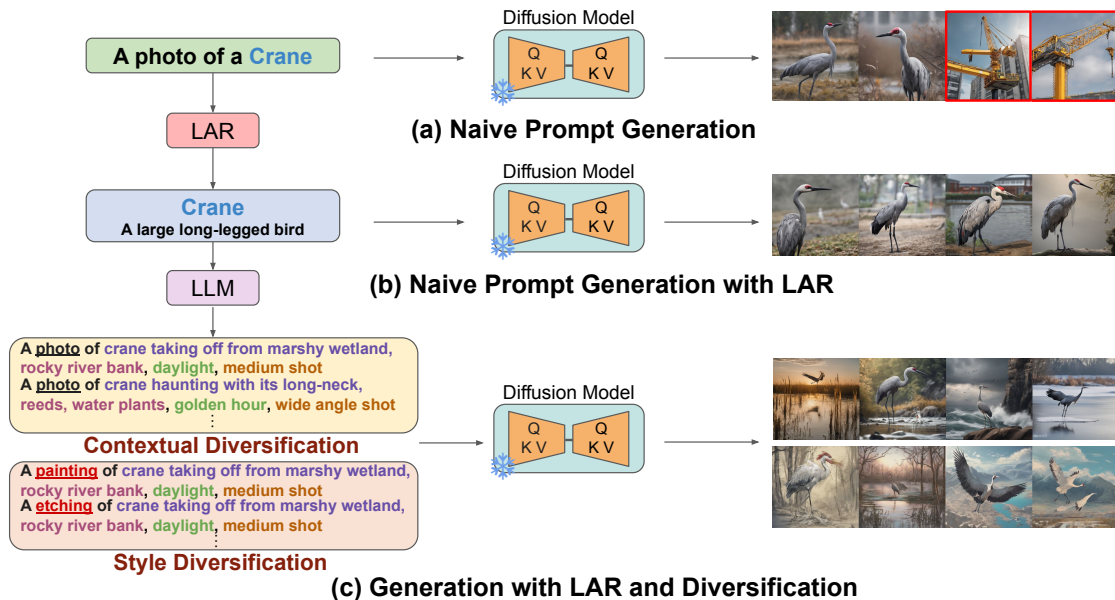 Diffusion Model
A photo of a Crane
Q Q
K V K V
(a) Naive Prompt Generation
LAR
Diffusion Model
Crane
A large long-legged bird
Q Q
K V K V
(b) Naive Prompt Generation with LAR
LLM
A photo of crane taking off from marshy wetland,
rocky river bank, daylight, medium shot
A photo of crane haunting with its long-neck,
reeds, water plants, golden hour, wide angle shot
⋮
Contextual Diversification
Diffusion Model
Q Q
K V K V
A painting of crane taking off from marshy wetland,
rocky river bank, daylight, medium shot
A etching of crane taking off from marshy wetland,
rocky river bank, daylight, medium shot
⋮
Style Diversification
(c) Generation with LAR and Diversification